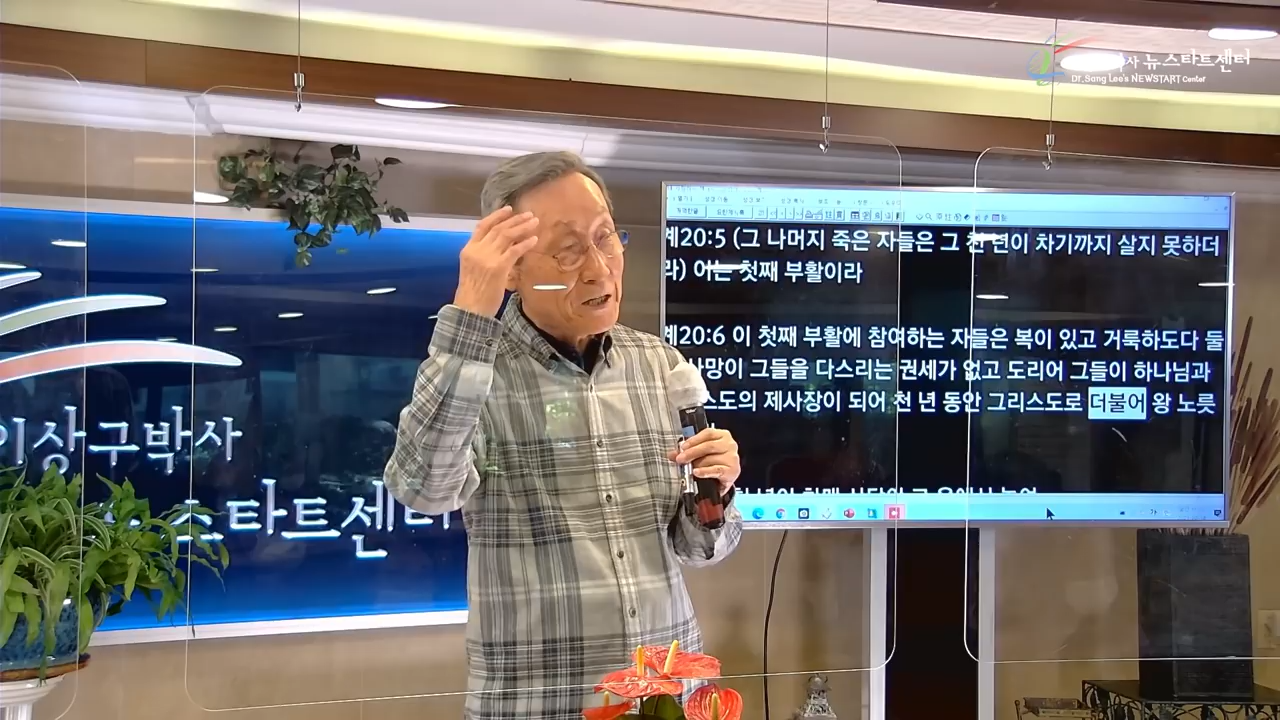 뉴스타트센터
Dr.Sang Lee's NEWSTART Center
계20:5 (그 나머지 죽은 자들은 그 천 년이 차기까지 살지 못하더
라) 이는 첫째 부활이라
계20:6 이 첫째 부활에 참여하는 자들은 복이 있고 거룩하도다 둘
사망이 그들을 다스리는 권세가 없고 도리어 그들이 하나님과
스도의 제사장이 되어 천 년 동안 그리스도로 더불어 왕 노릇
이상구박사
스타트센터